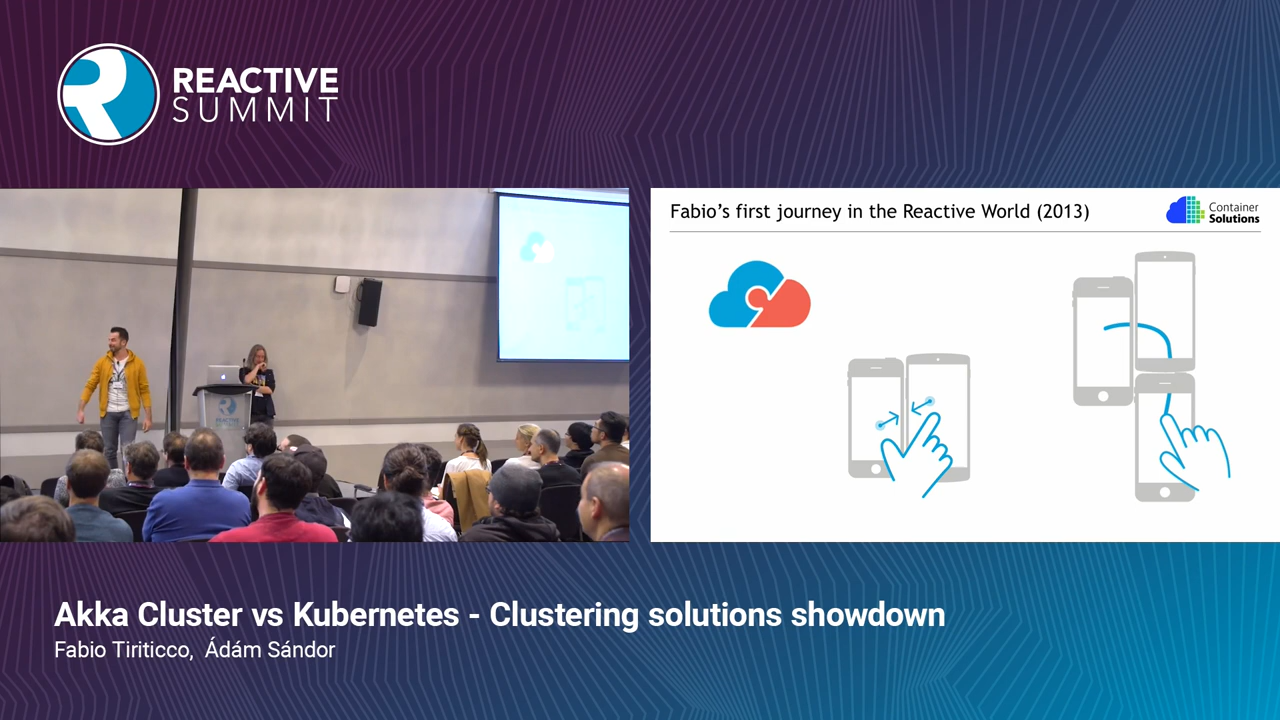 REACTIVE
SUMMIT
Fabio's first journey in the Reactive World (2013)
Container
Solutions
REACTIVE
Akka Cluster vs Kubernetes - Clustering solutions showdown
Fabio Tiriticco, Ádám Sándor